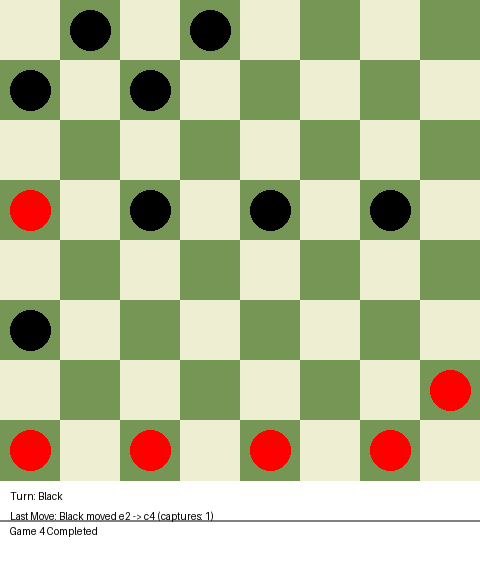 Turn: Black
Last Move: Black moved e2 -> c4 (captures: 1)
Game 4 Completed